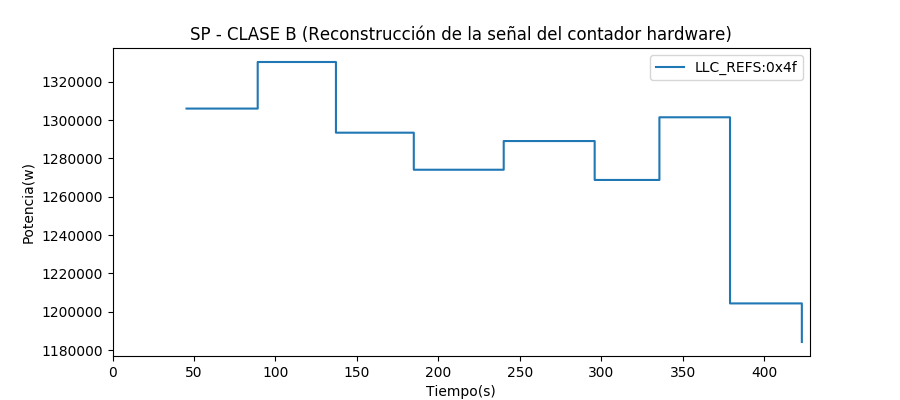 SP - CLASE B (Reconstrucción de la señal del contador hardware)
LLC_REFS:0x4f
Potencia(w)
1320000
1300000
1280000
1260000
1240000
1220000
1200000
1180000
0 50 100 150 200 250 300 350 400
Tiempo(s)